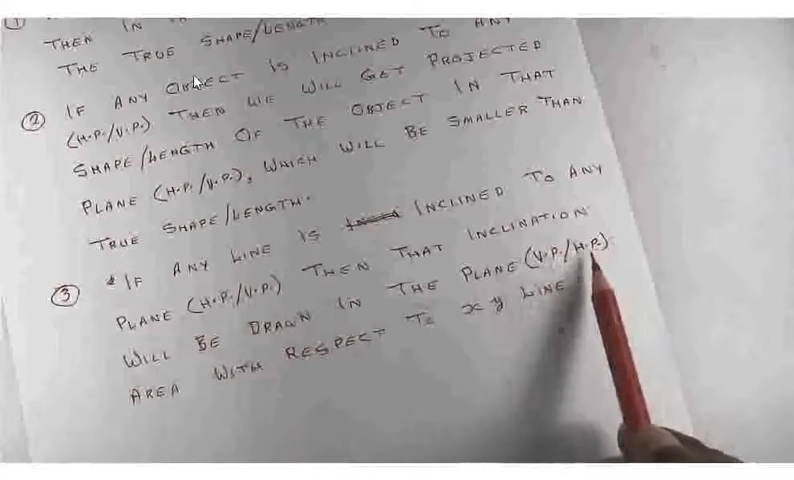 ①
THEN IN
THE TRUE SHAPE/LENGTH
② IF ANY OBJECT IS INCLINED TO ANY
(H.P./V.P.) THEN WE WILL GET PROJECTED
SHAPE/LENGTH OF THE OBJECT IN THAT
PLANE (H.P./V.P.), WHICH WILL BE SMALLER THAN
TRUE SHAPE/LENGTH.
③ * IF ANY LINE IS INCLINED TO ANY
PLANE (H.P./V.P.) THEN THAT INCLINATION
WILL BE DRAWN IN THE PLANE (V.P./H.P.)
AREA WITH RESPECT TO XY LINE